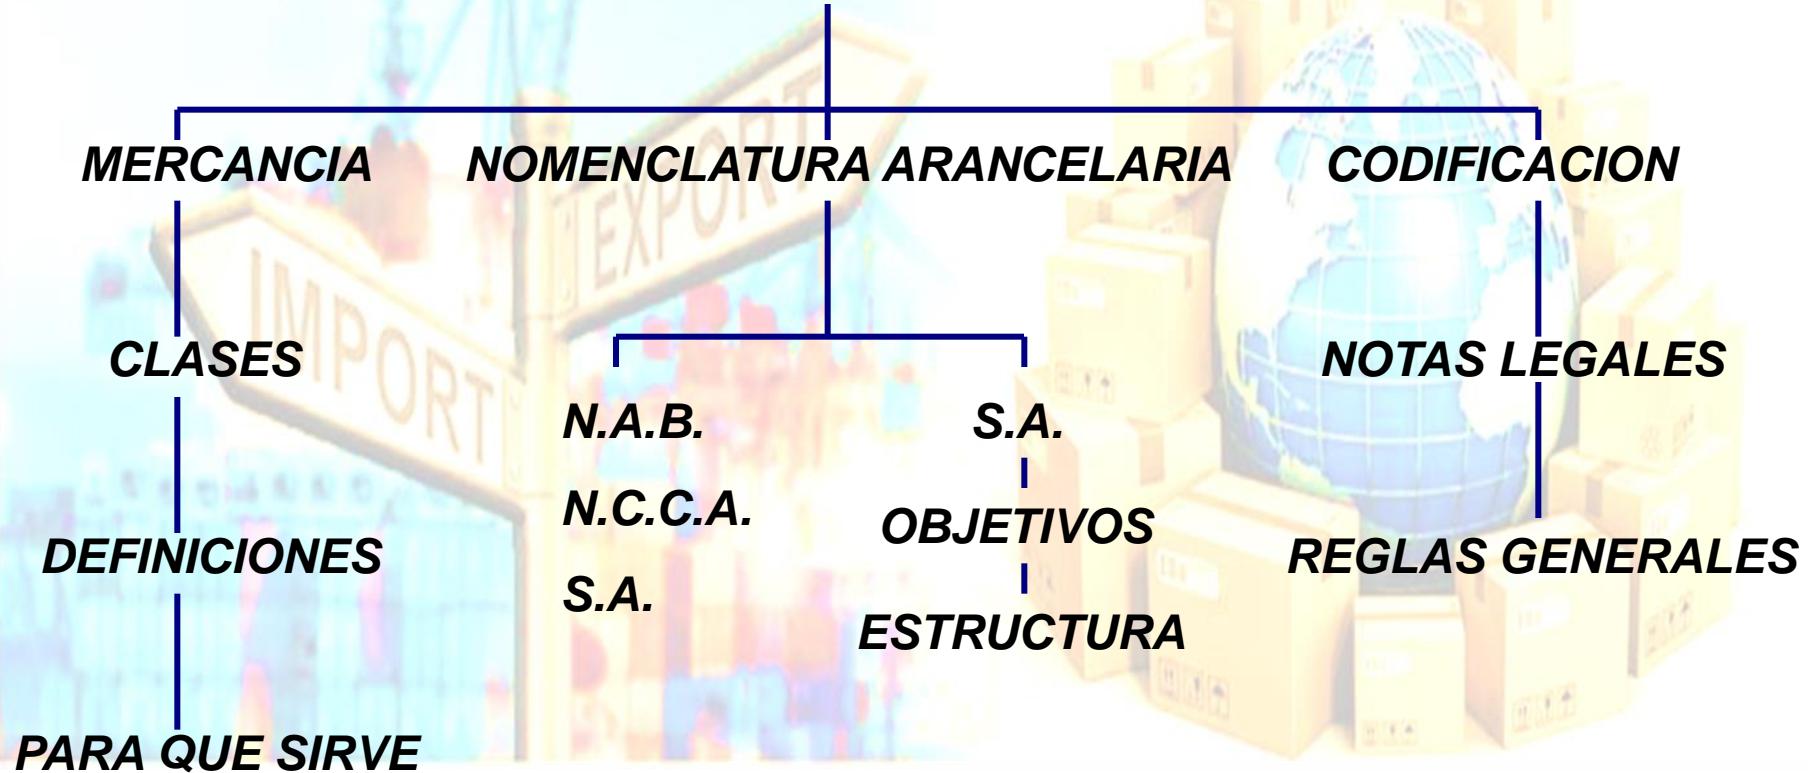 MERCANCIA
NOMENCLATURA ARANCELARIA
CODIFICACION
EXPORT
IMPORT
CLASES
NOTAS LEGALES
N.A.B.
S.A.
N.C.C.A.
OBJETIVOS
DEFINICIONES
REGLAS GENERALES
S.A.
ESTRUCTURA
PARA QUE SIRVE